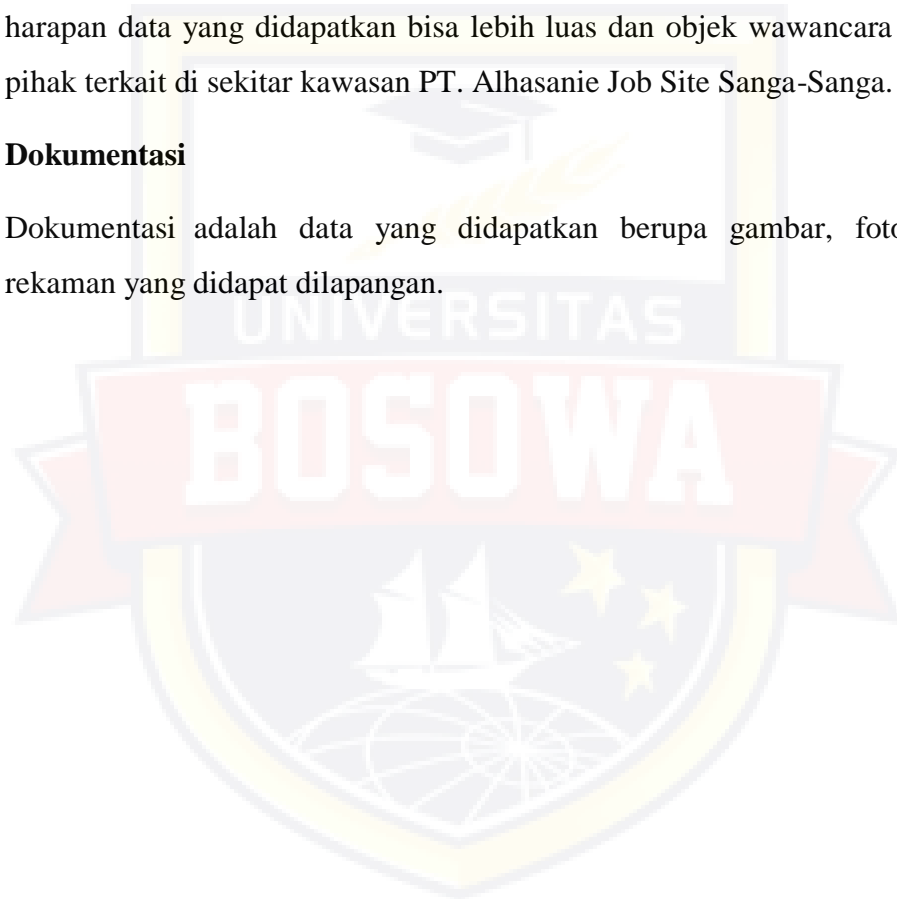 harapan data yang didapatkan bisa lebih luas dan objek wawancara
pihak terkait di sekitar kawasan PT. Alhasanie Job Site Sanga-Sanga.
Dokumentasi
Dokumentasi adalah data yang didapatkan berupa gambar, foto
rekaman yang didapat dilapangan.
UNIVERSITAS
BOSOWA